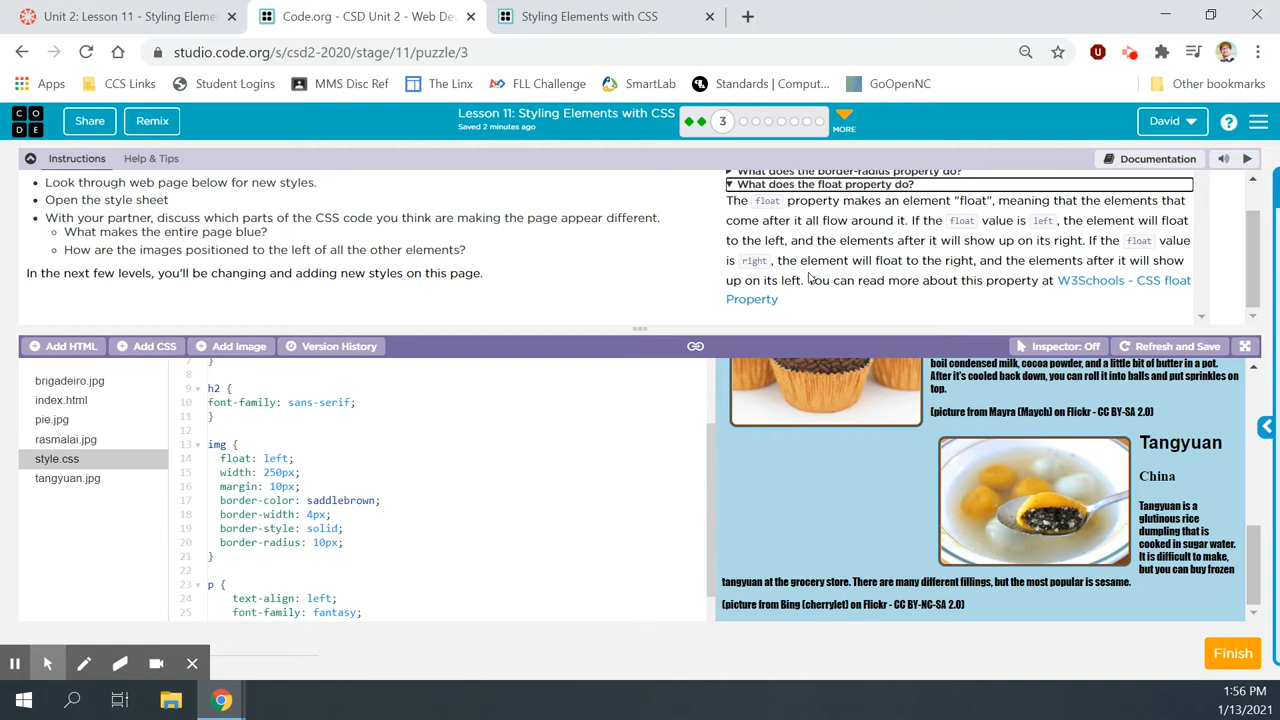 Unit 2: Lesson 11 - Styling Eleme
Code.org - CSD Unit 2 - Web De
Styling Elements with CSS
studio.code.org/s/csd2-2020/stage/11/puzzle/3
Apps
CCS Links
Student Logins
MMS Disc Ref
The Linx
FLL Challenge
SmartLab
Standards | Comput...
GoOpenNC
Other bookmarks
C O
D E
Share
Remix
Lesson 11: Styling Elements with CSS
Saved 2 minutes ago
3
MORE
David
Instructions
Help & Tips
Documentation
Look through web page below for new styles.
Open the style sheet
With your partner, discuss which parts of the CSS code you think are making the page appear different.
What makes the entire page blue?
How are the images positioned to the left of all the other elements?
In the next few levels, you'll be changing and adding new styles on this page.
What does the border-radius property do?
What does the float property do?
The float property makes an element "float", meaning that the elements that
come after it all flow around it. If the float value is left, the element will float
to the left, and the elements after it will show up on its right. If the float value
is right, the element will float to the right, and the elements after it will show
up on its left. You can read more about this property at W3Schools - CSS float
Property
Add HTML
Add CSS
Add Image
Version History
Inspector: Off
Refresh and Save
brigadeiro.jpg
index.html
pie.jpg
rasmalai.jpg
style.css
tangyuan.jpg
7 }
8
9 h2 {
10 font-family: sans-serif;
11 }
12
13 img {
14 float: left;
15 width: 250px;
16 margin: 10px;
17 border-color: saddlebrown;
18 border-width: 4px;
19 border-style: solid;
20 border-radius: 10px;
21 }
22
23 p {
24 text-align: left;
25 font-family: fantasy;
boil condensed milk, cocoa powder, and a little bit of butter in a pot.
After it's cooled back down, you can roll it into balls and put sprinkles on
top.
(picture from Mayra (Maych) on Flickr - CC BY-SA 2.0)
Tangyuan
China
Tangyuan is a
glutinous rice
dumpling that is
cooked in sugar water.
It is difficult to make,
but you can buy frozen
tangyuan at the grocery store. There are many different fillings, but the most popular is sesame.
(picture from Bing (cherrylet) on Flickr - CC BY-NC-SA 2.0)
Finish
1:56 PM
1/13/2021